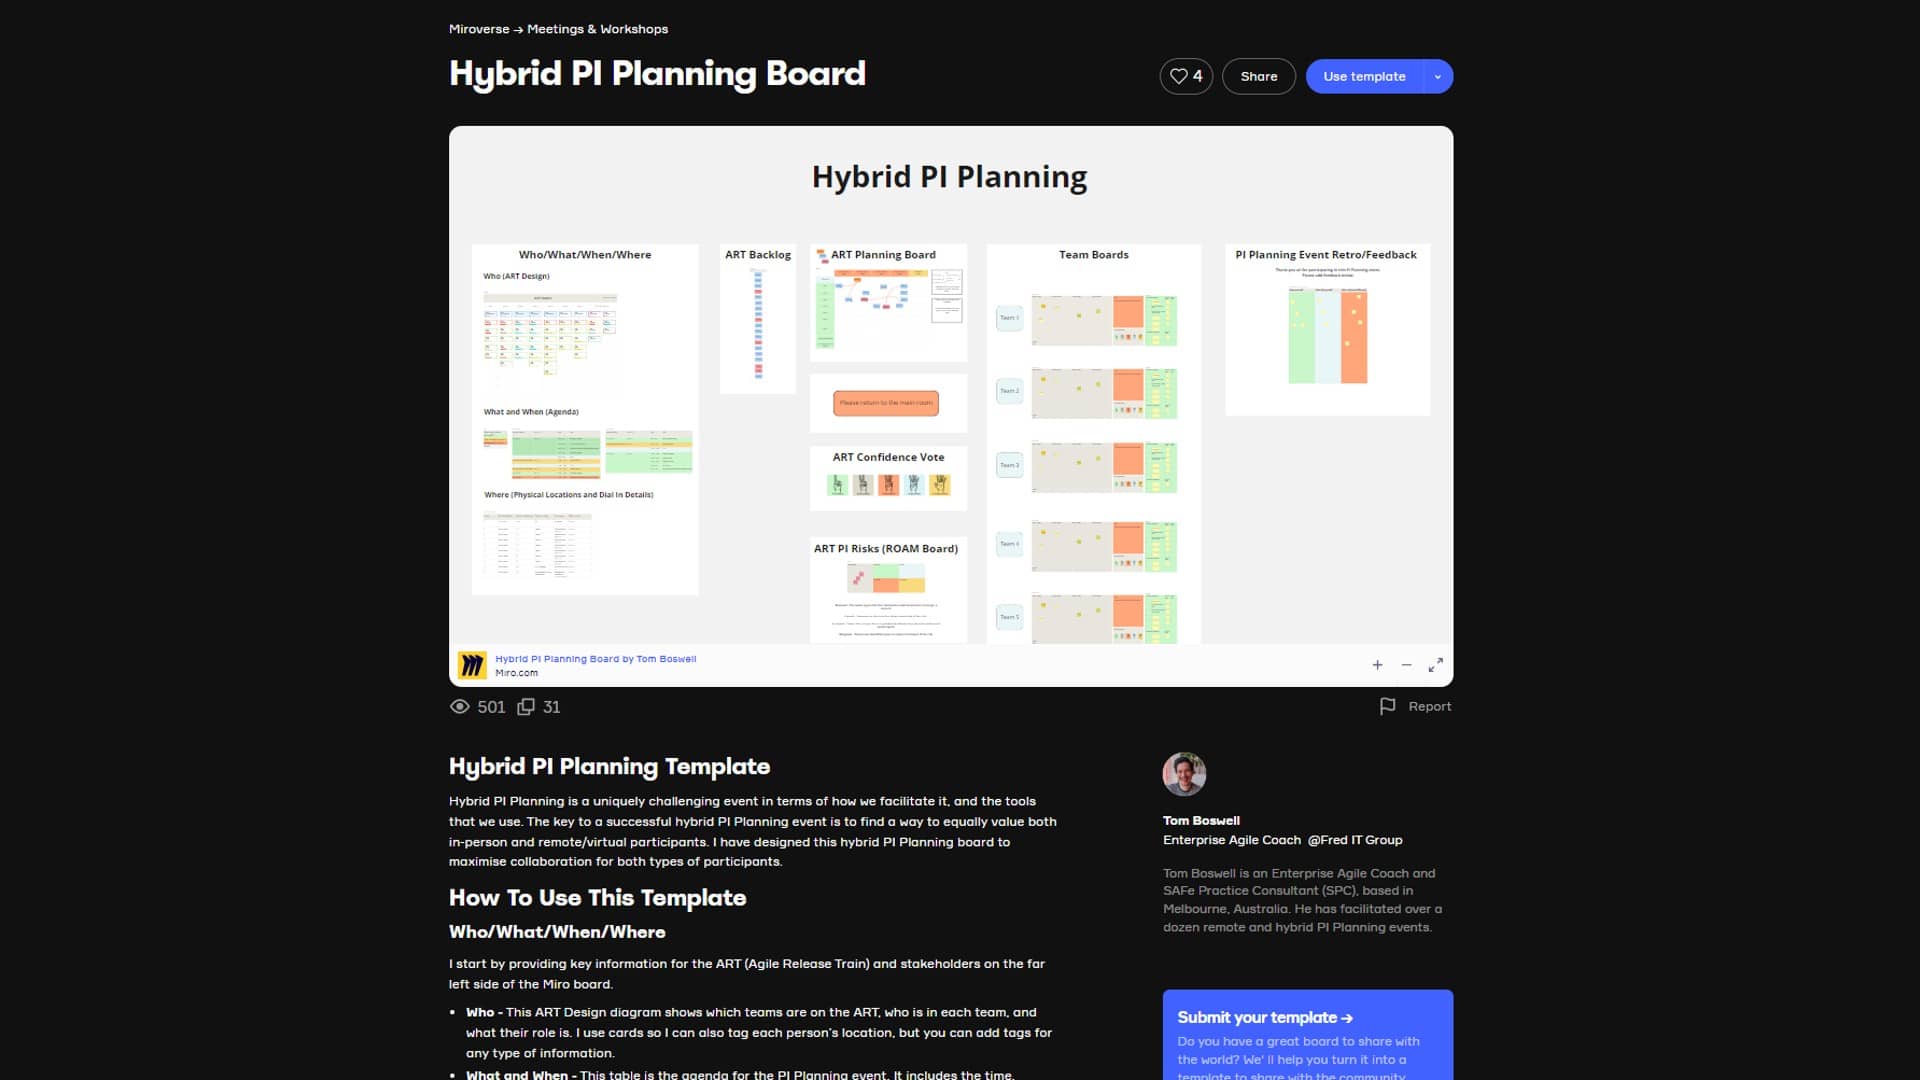 Miroverse → Meetings & Workshops
Hybrid PI Planning Board
4
Share
Use template
Hybrid PI Planning
Who/What/When/Where
Who (ART Design)
What and When (Agenda)
Where (Physical Locations and Dial In Details)
ART Backlog
ART Planning Board
Please return to the main room
ART Confidence Vote
ART PI Risks (ROAM Board)
Team Boards
Team 1
Team 2
Team 3
Team 4
Team 5
PI Planning Event Retro/Feedback
Hybrid PI Planning Board by Tom Boswell
Miro.com
501
31
Report
Hybrid PI Planning Template
Hybrid PI Planning is a uniquely challenging event in terms of how we facilitate it, and the tools
that we use. The key to a successful hybrid PI Planning event is to find a way to equally value both
in-person and remote/virtual participants. I have designed this hybrid PI Planning board to
maximise collaboration for both types of participants.
How To Use This Template
Who/What/When/Where
I start by providing key information for the ART (Agile Release Train) and stakeholders on the far
left side of the Miro board.
• Who - This ART Design diagram shows which teams are on the ART, who is in each team, and
what their role is. I use cards so I can also tag each person's location, but you can add tags for
any type of information.
• What and When - This table is the agenda for the PI Planning event. It includes the time,
Tom Boswell
Enterprise Agile Coach @Fred IT Group
Tom Boswell is an Enterprise Agile Coach and
SAFe Practice Consultant (SPC), based in
Melbourne, Australia. He has facilitated over a
dozen remote and hybrid PI Planning events.
Submit your template →
Do you have a great board to share with
the world? We' ll help you turn it into a
template to share with the community